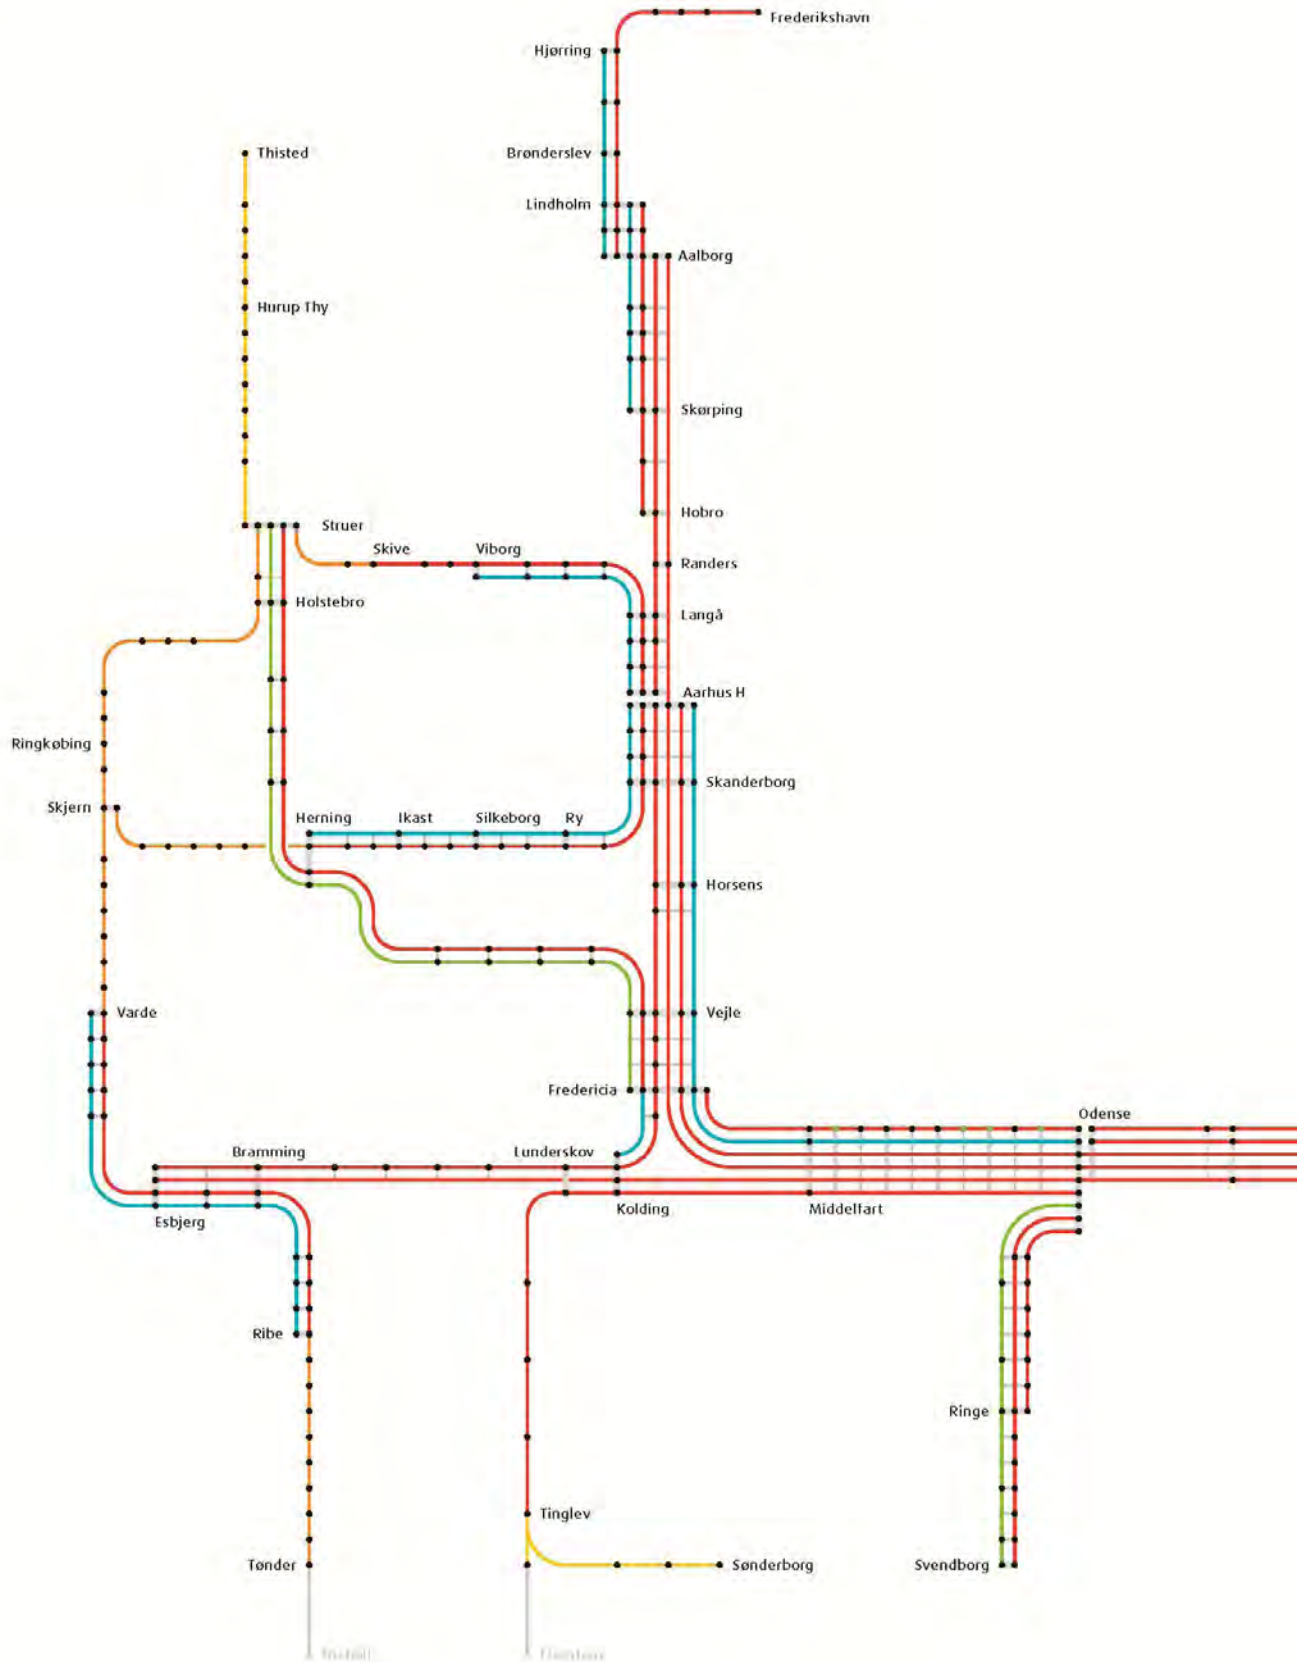 Frederikshavn
Hjørring
Thisted
Brønderslev
Lindholm
Aalborg
Hurup Thy
Skørping
Hobro
Struer
Skive
Viborg
Randers
Holstebro
Langå
Aarhus H
Ringkøbing
Skanderborg
Skjern
Herning
Ikast
Silkeborg
Ry
Horsens
Varde
Vejle
Fredericia
Odense
Bramming
Lunderskov
Esbjerg
Kolding
Middelfart
Ribe
Ringe
Tinglev
Tønder
Sønderborg
Svendborg